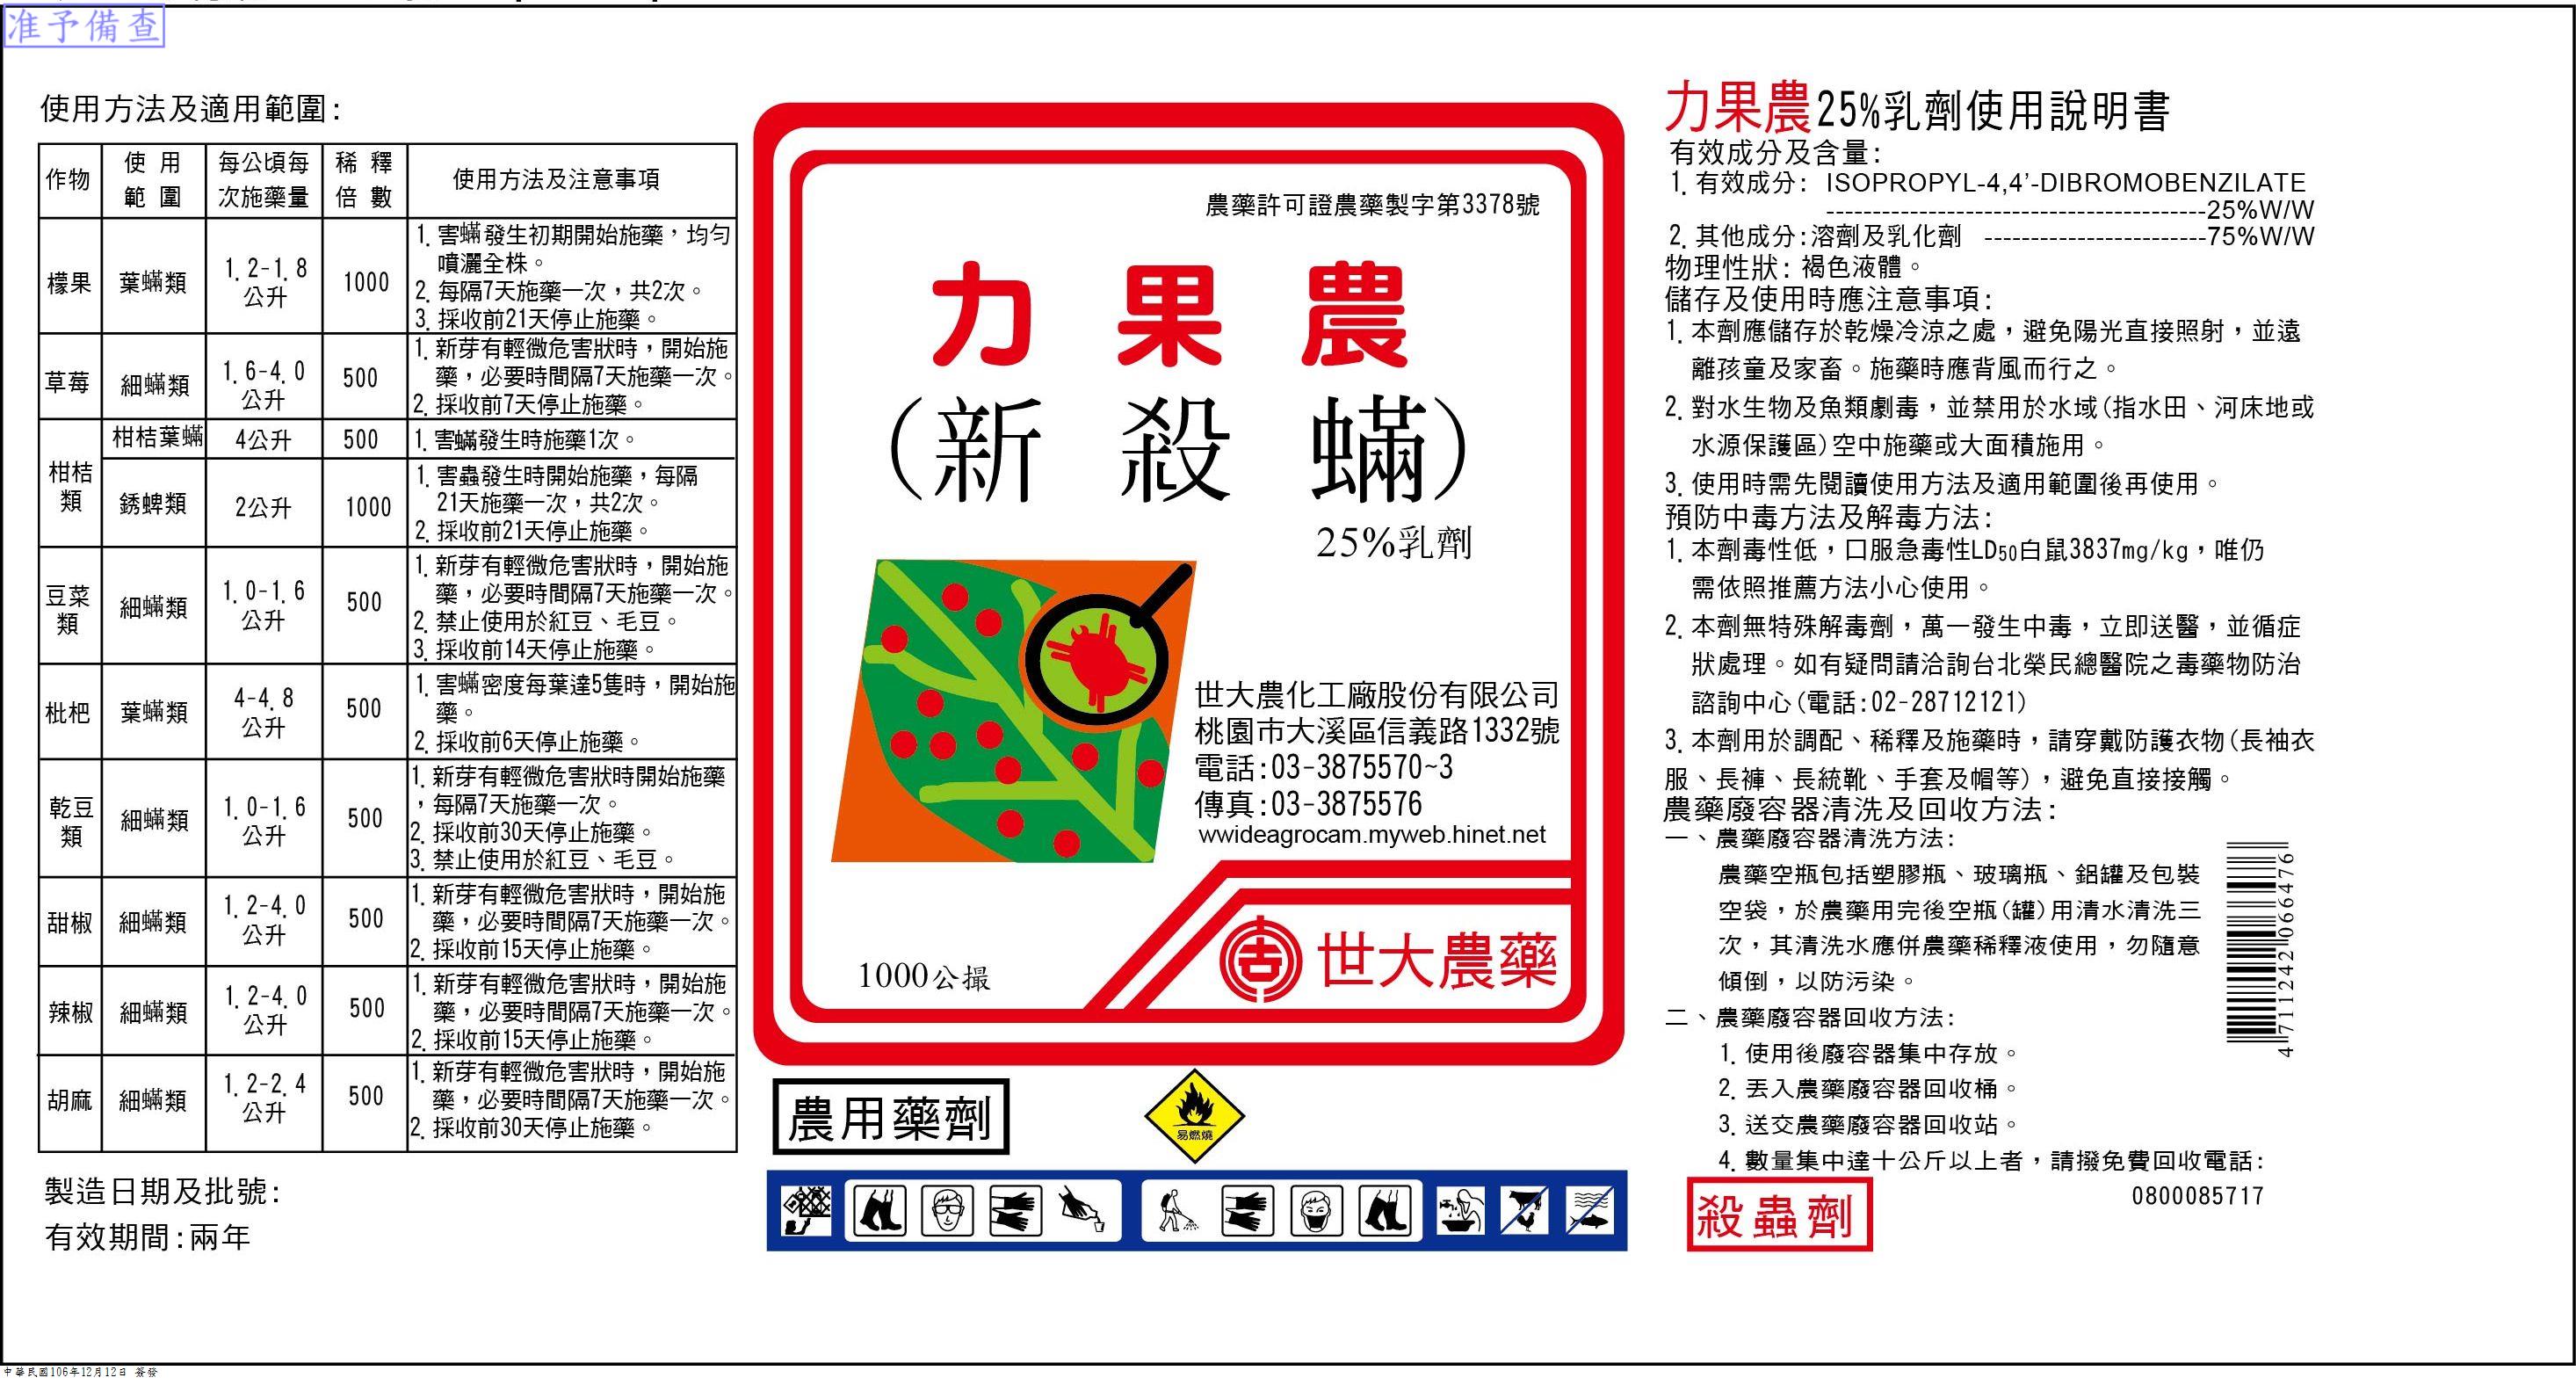 准予備查
使用方法及適用範圍:
作物 使用範圍 每公頃每次施藥量 稀釋倍數 使用方法及注意事項
檬果 葉蟎類 1.2-1.8公升 1000
1. 害蟎發生初期開始施藥，均勻
噴灑全株。
2. 每隔7天施藥一次，共2次。
3. 採收前21天停止施藥。
草莓 細蟎類 1.6-4.0公升 500
1. 新芽有輕微危害狀時，開始施
藥，必要時間隔7天施藥一次。
2. 採收前7天停止施藥。
柑桔類 柑桔葉蟎 4公升 500 1. 害蟎發生時施藥1次。
銹蜱類 2公升 1000
1. 害蟲發生時開始施藥，每隔
21天施藥一次，共2次。
2. 採收前21天停止施藥。
豆菜類 細蟎類 1.0-1.6公升 500
1. 新芽有輕微危害狀時，開始施
藥，必要時間隔7天施藥一次。
2. 禁止使用於紅豆、毛豆。
3. 採收前14天停止施藥。
枇杷 葉蟎類 4-4.8公升 500
1. 害蟎密度每葉達5隻時，開始施
藥。
2. 採收前6天停止施藥。
乾豆類 細蟎類 1.0-1.6公升 500
1. 新芽有輕微危害狀時開始施藥
，每隔7天施藥一次。
2. 採收前30天停止施藥。
3. 禁止使用於紅豆、毛豆。
甜椒 細蟎類 1.2-4.0公升 500
1. 新芽有輕微危害狀時，開始施
藥，必要時間隔7天施藥一次。
2. 採收前15天停止施藥。
辣椒 細蟎類 1.2-4.0公升 500
1. 新芽有輕微危害狀時，開始施
藥，必要時間隔7天施藥一次。
2. 採收前15天停止施藥。
胡麻 細蟎類 1.2-2.4公升 500
1. 新芽有輕微危害狀時，開始施
藥，必要時間隔7天施藥一次。
2. 採收前30天停止施藥。
製造日期及批號:
有效期間:兩年
農藥許可證農藥製字第3378號
力果農
(新殺蟎)
25%乳劑
世大農化工廠股份有限公司
桃園市大溪區信義路1332號
電話:03-3875570~3
傳真:03-3875576
wwideagrocam.myweb.hinet.net
1000公撮
世大農藥
農用藥劑
易燃燒
力果農25%乳劑使用說明書
有效成分及含量:
1. 有效成分: ISOPROPYL-4,4’-DIBROMOBENZILATE
-----------------------------------------25%W/W
2. 其他成分:溶劑及乳化劑 ------------------------75%W/W
物理性狀: 褐色液體。
儲存及使用時應注意事項:
1. 本劑應儲存於乾燥冷涼之處，避免陽光直接照射，並遠
離孩童及家畜。施藥時應背風而行之。
2. 對水生物及魚類劇毒，並禁用於水域(指水田、河床地或
水源保護區)空中施藥或大面積施用。
3. 使用時需先閱讀使用方法及適用範圍後再使用。
預防中毒方法及解毒方法:
1. 本劑毒性低，口服急毒性LD50白鼠3837mg/kg，唯仍
需依照推薦方法小心使用。
2. 本劑無特殊解毒劑，萬一發生中毒，立即送醫，並循症
狀處理。如有疑問請洽詢台北榮民總醫院之毒藥物防治
諮詢中心(電話:02-28712121)
3. 本劑用於調配、稀釋及施藥時，請穿戴防護衣物(長袖衣
服、長褲、長統靴、手套及帽等)，避免直接接觸。
農藥廢容器清洗及回收方法:
一、農藥廢容器清洗方法:
農藥空瓶包括塑膠瓶、玻璃瓶、鋁罐及包裝
空袋，於農藥用完後空瓶(罐)用清水清洗三
次，其清洗水應併農藥稀釋液使用，勿隨意
傾倒，以防污染。
二、農藥廢容器回收方法:
1. 使用後廢容器集中存放。
2. 丟入農藥廢容器回收桶。
3. 送交農藥廢容器回收站。
4. 數量集中達十公斤以上者，請撥免費回收電話:
0800085717
4711242066476
殺蟲劑
中華民國106年12月12日 簽發